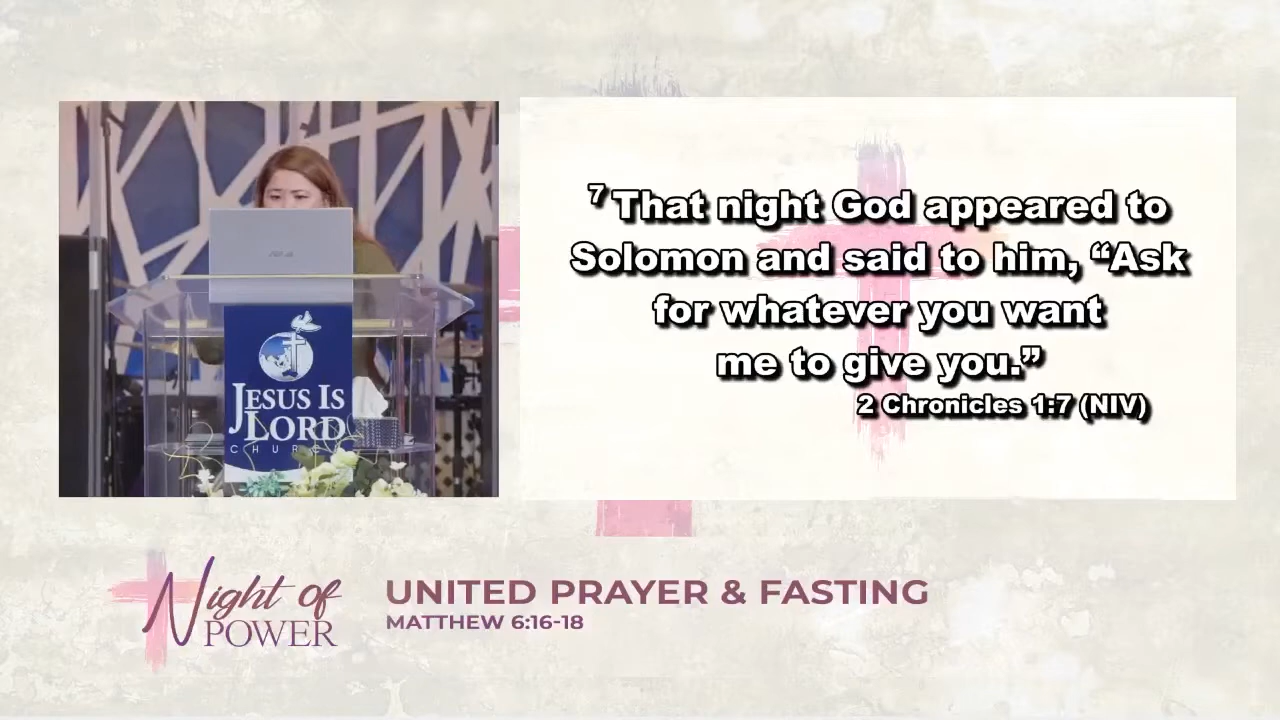 7 That night God appeared to
Solomon and said to him, “Ask
for whatever you want
me to give you.”
2 Chronicles 1:7 (NIV)
ASUS
JESUS IS
LORD
CHURCH
Night of
POWER
UNITED PRAYER & FASTING
MATTHEW 6:16-18